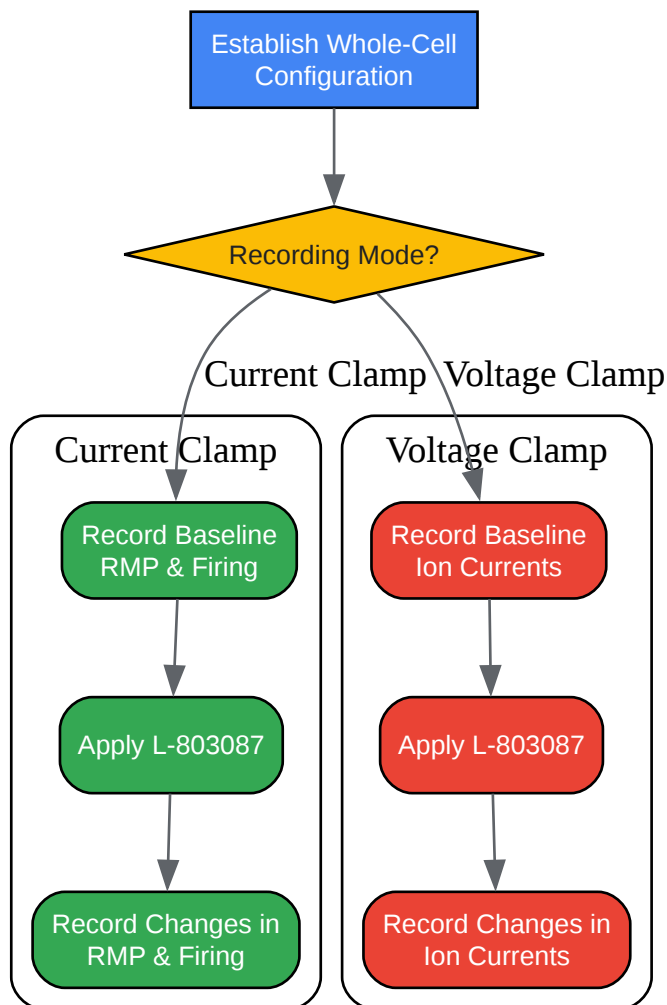 Establish Whole-Cell
Configuration
Recording Mode?
Current Clamp
Voltage Clamp
Current Clamp
Record Baseline
RMP & Firing
Apply L-803087
Record Changes in
RMP & Firing
Voltage Clamp
Record Baseline
Ion Currents
Apply L-803087
Record Changes in
Ion Currents